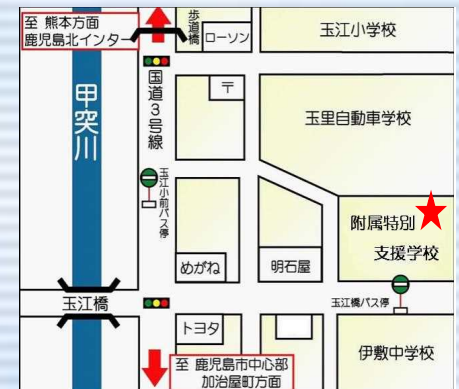 至 熊本方面
鹿児島北インター
歩道橋
ローソン
玉江小学校
国道3号線
〒
甲突川
玉里自動車学校
玉江小前バス停
附属特別
支援学校
めがね
明石屋
玉江橋
玉江橋バス停
トヨタ
伊敷中学校
至 鹿児島市中心部
加治屋町方面